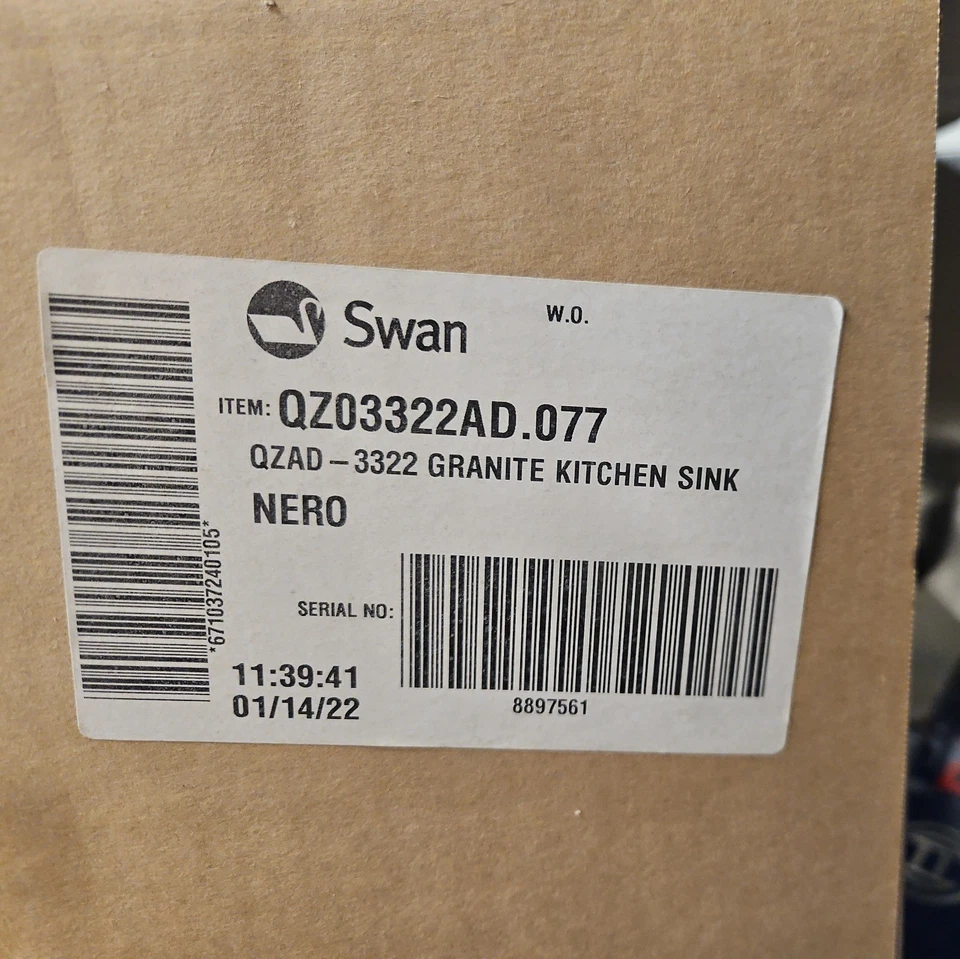 Swan
W.O.
ITEM: QZ03322AD.077
QZAD-3322 GRANITE KITCHEN SINK
NERO
*671037240105*
SERIAL NO:
8897561
11:39:41
01/14/22